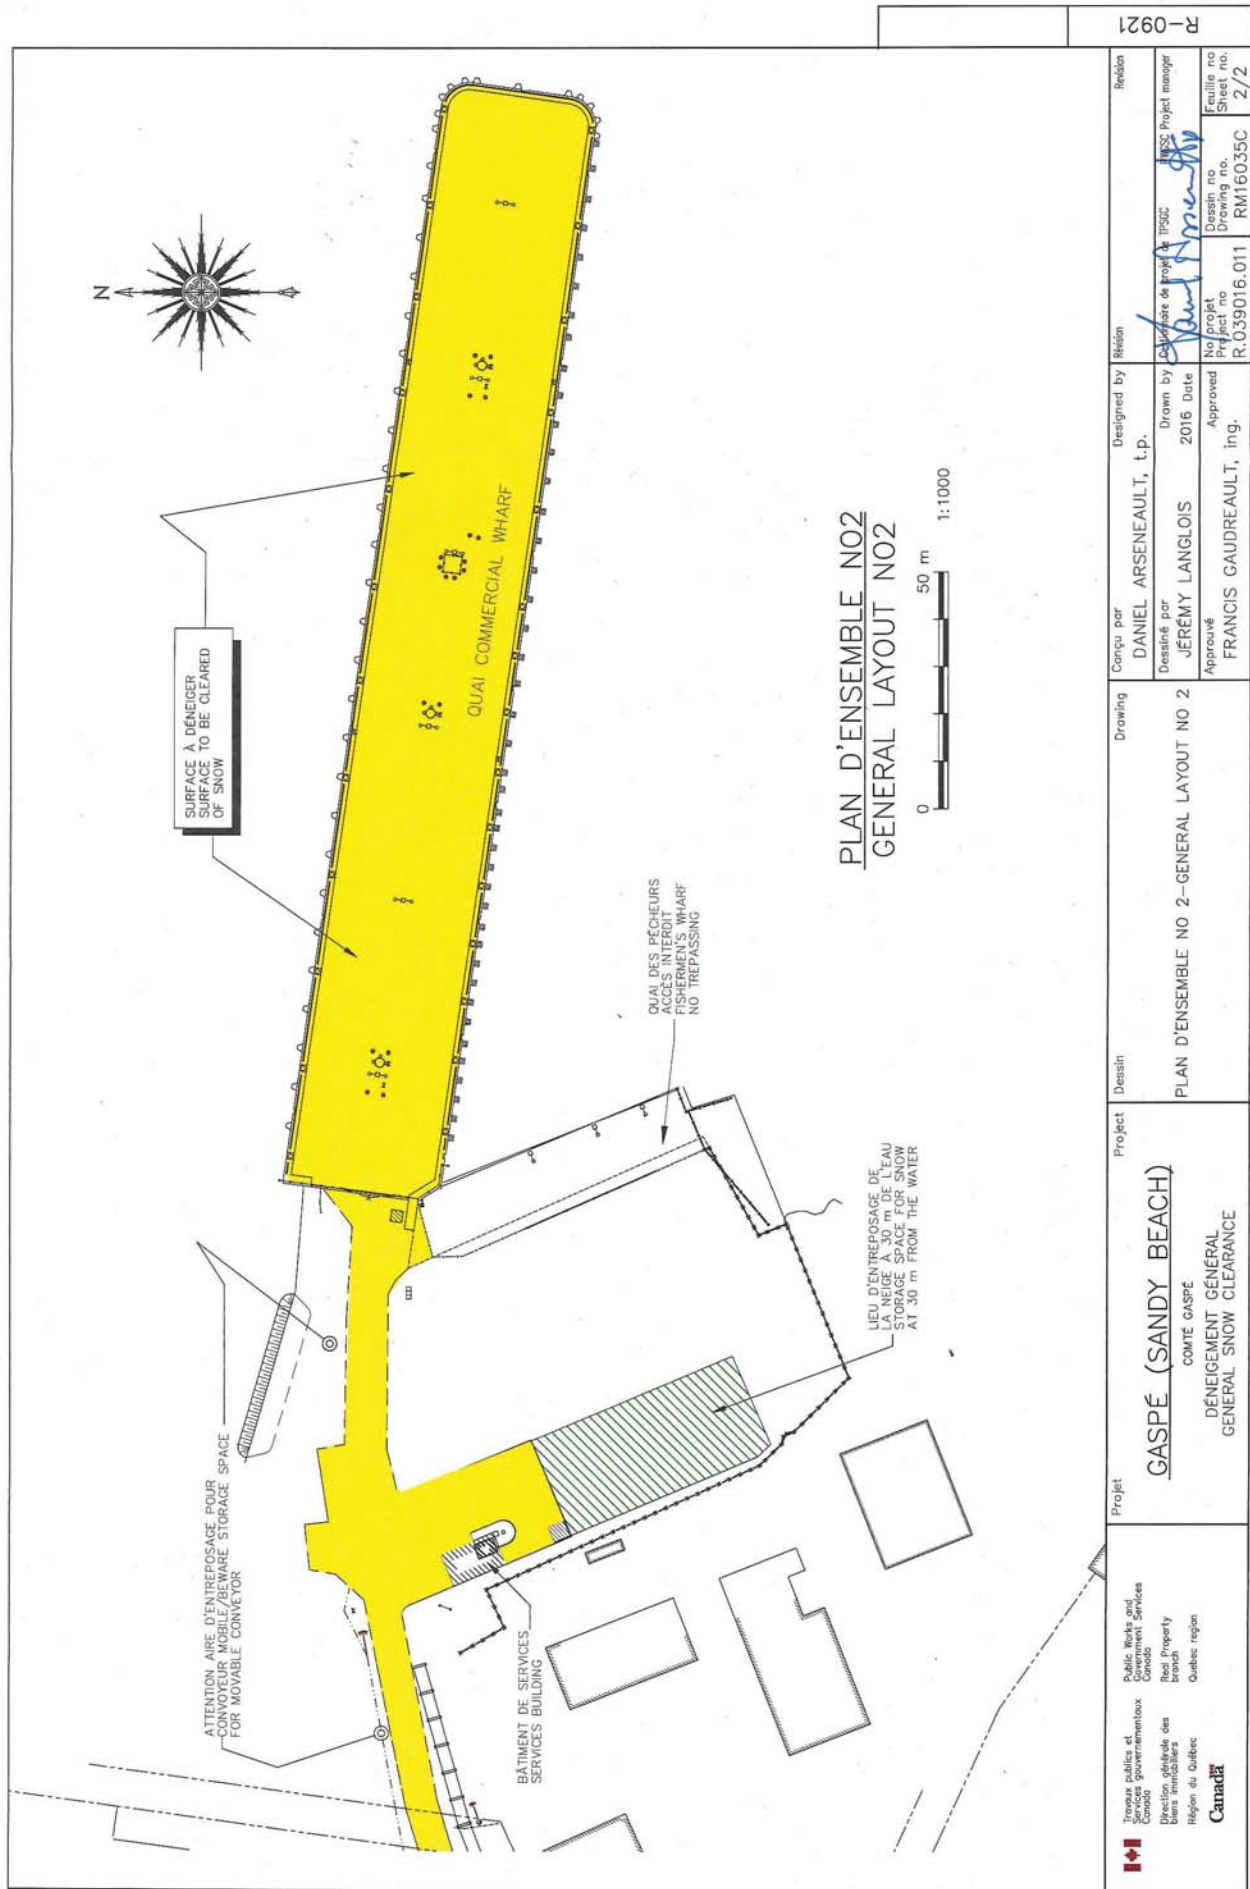 R-0921
N
SURFACE À DÉNEIGER
SURFACE TO BE CLEARED
OF SNOW
QUAI COMMERCIAL WHARF
ATTENTION AIRE D'ENTREPOSAGE POUR
CONVOYEUR MOBILE/BEWARE STORAGE SPACE
FOR MOVABLE CONVEYOR
BÂTIMENT DE SERVICES
SERVICES BUILDING
QUAI DES PÊCHEURS
ACCÈS INTERDIT
FISHERMEN'S WHARF
NO TREPASSING
LIEU D'ENTREPOSAGE DE
LA NEIGE À 30 m DE L'EAU
STORAGE SPACE FOR SNOW
AT 30 m FROM THE WATER
PLAN D'ENSEMBLE NO2
GENERAL LAYOUT NO2
0 50 m
1:1000
Travaux publics et
Services gouvernementaux
Canada
Public Works and
Government Services
Canada
Direction générale des
biens immobiliers
Real Property
branch
Région du Québec
Quebec region
Canada
Projet Project
GASPÉ (SANDY BEACH)
COMTÉ GASPÉ
DÉNEIGEMENT GÉNÉRAL
GENERAL SNOW CLEARANCE
Dessin Drawing
PLAN D'ENSEMBLE NO 2-GENERAL LAYOUT NO 2
Conçu par Designed by
DANIEL ARSENEAULT, t.p.
Dessiné par Drawn by
JÉRÉMY LANGLOIS 2016 Date
Approuvé Approved
FRANCIS GAUDREAULT, ing.
Révision Revision
Gestionnaire de projet de TPSGC PWGSC Project manager
No projet
Project no
R.039016.011
Dessin no
Drawing no.
RM16035C
Feuille no
Sheet no.
2/2